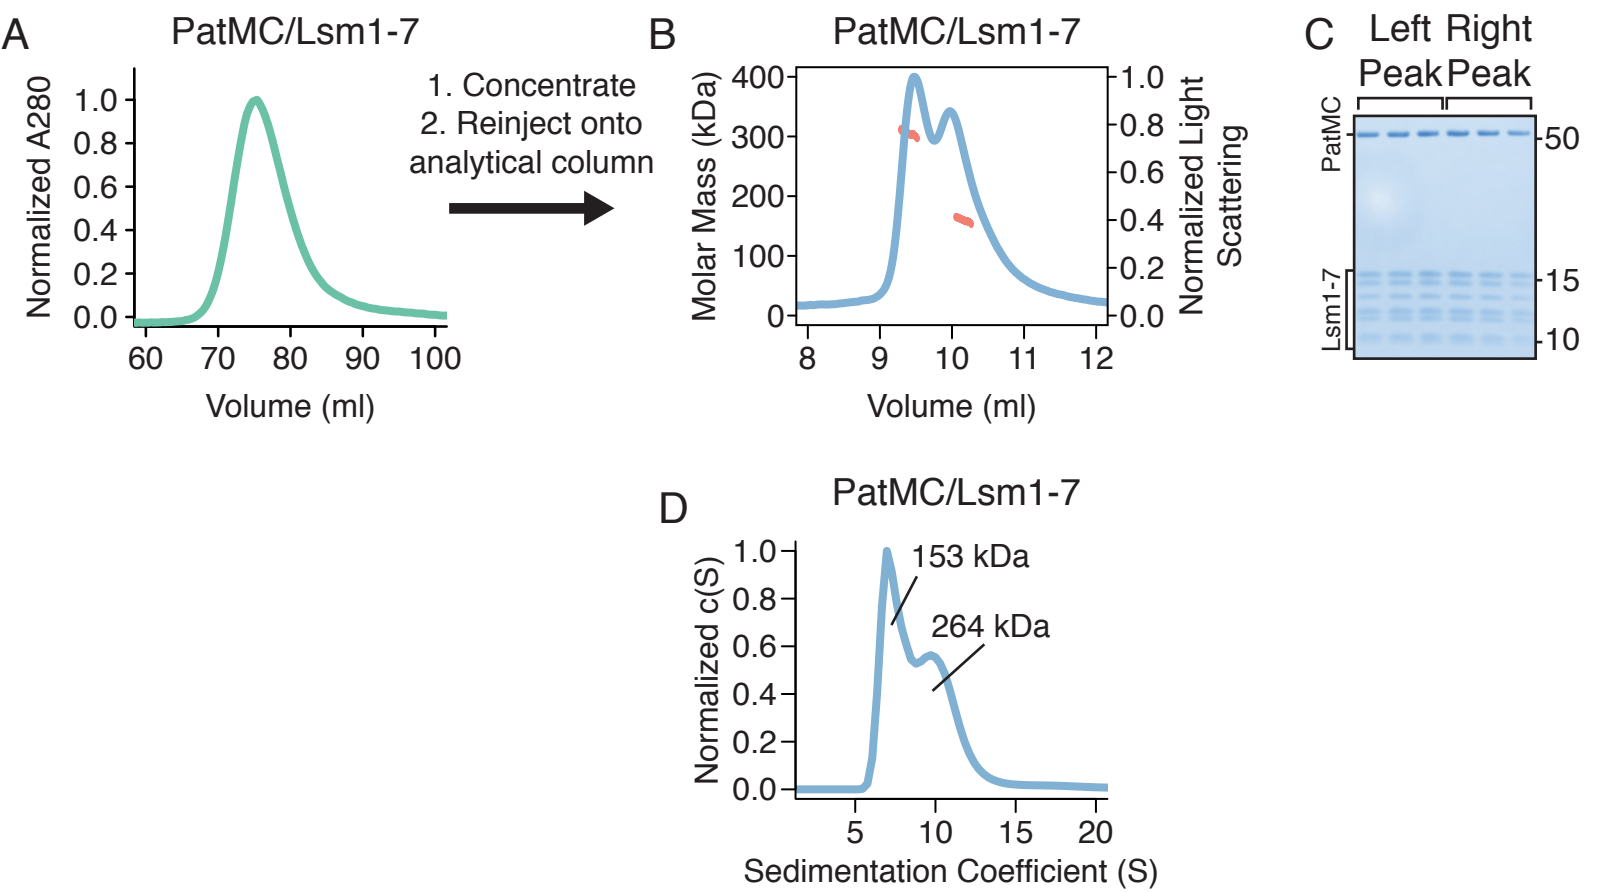 A
PatMC/Lsm1-7
Normalized A280
1.0
0.8
0.6
0.4
0.2
0.0
60 70 80 90 100
Volume (ml)
1. Concentrate
2. Reinject onto
analytical column
B
PatMC/Lsm1-7
Molar Mass (kDa)
400
300
200
100
0
1.0
0.8
0.6
0.4
0.2
0.0
Normalized Light
Scattering
8 9 10 11 12
Volume (ml)
C
Left Right
Peak Peak
PatMC
Lsm1-7
50
15
10
D
PatMC/Lsm1-7
Normalized c(S)
1.0
0.8
0.6
0.4
0.2
0.0
153 kDa
264 kDa
5 10 15 20
Sedimentation Coefficient (S)